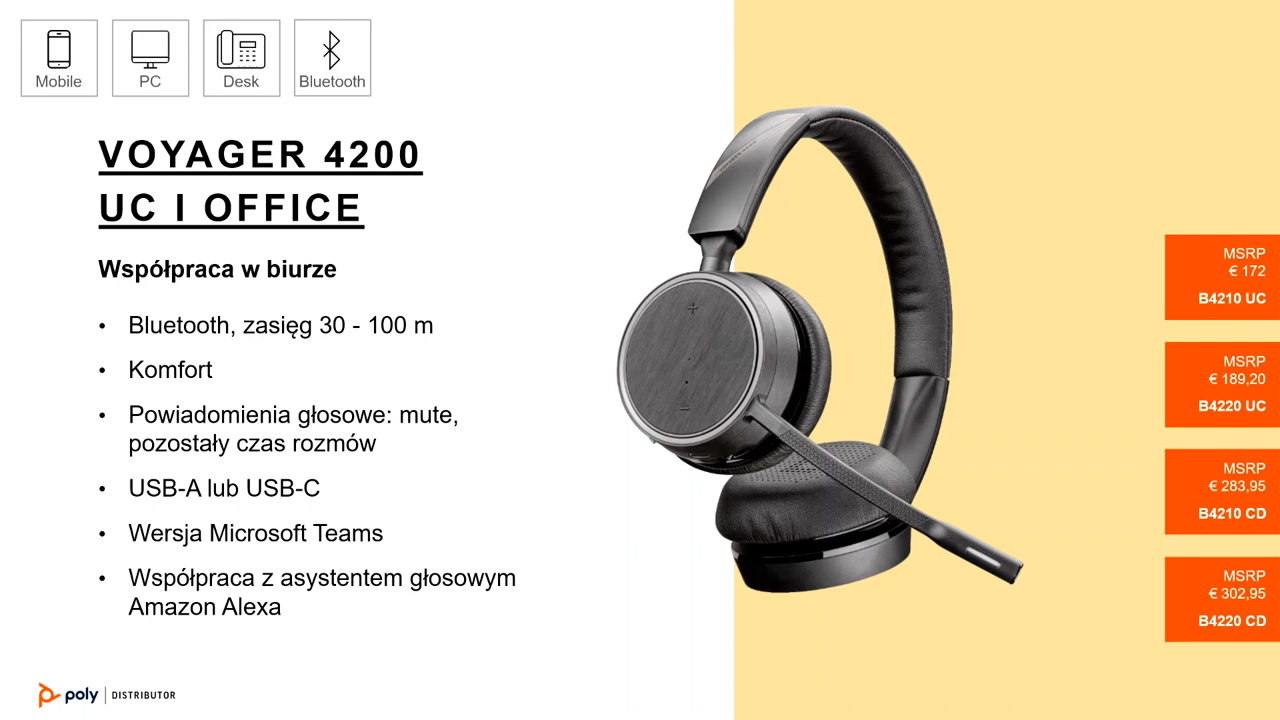 Mobile
PC
Desk
Bluetooth
VOYAGER 4200
UC I OFFICE
Współpraca w biurze
• Bluetooth, zasięg 30 - 100 m
• Komfort
• Powiadomienia głosowe: mute,
pozostały czas rozmów
• USB-A lub USB-C
• Wersja Microsoft Teams
• Współpraca z asystentem głosowym
Amazon Alexa
MSRP
€ 172
B4210 UC
MSRP
€ 189,20
B4220 UC
MSRP
€ 283,95
B4210 CD
MSRP
€ 302,95
B4220 CD
poly | DISTRIBUTOR